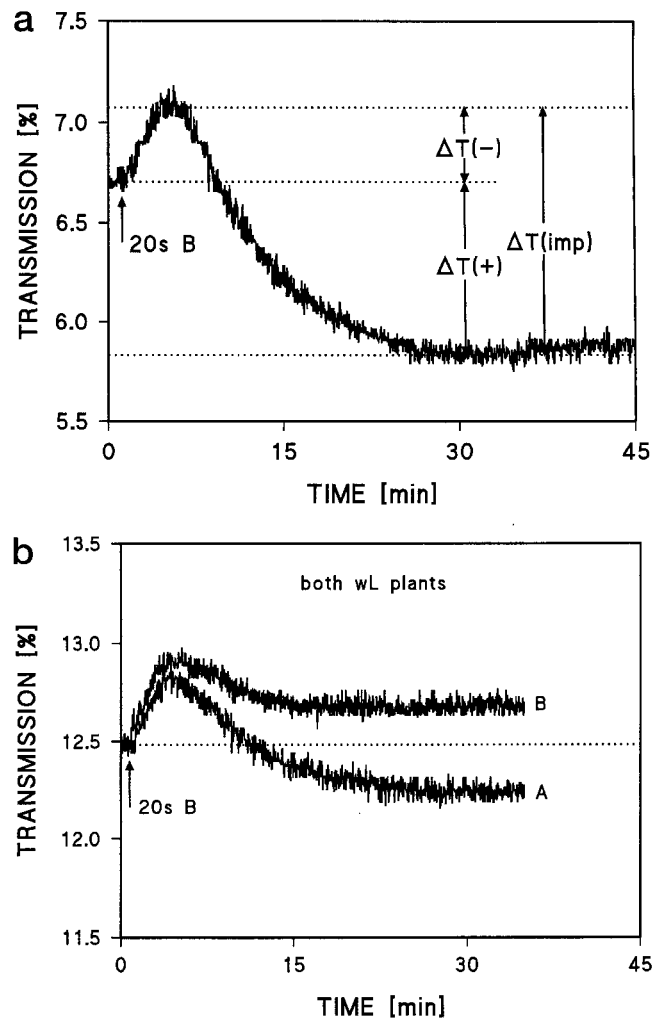 a
TRANSMISSION [%]
7.5
7.0
6.5
6.0
5.5
20s B
ΔT(-)
ΔT(+)
ΔT(imp)
0
15
30
45
TIME [min]
b
TRANSMISSION [%]
13.5
13.0
12.5
12.0
11.5
both wL plants
20s B
B
A
0
15
30
45
TIME [min]